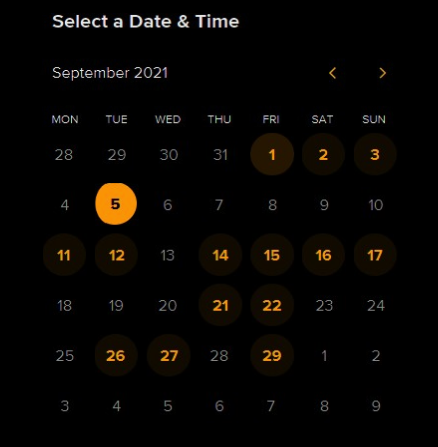 Select a Date & Time
September 2021
MON TUE WED THU FRI SAT SUN
28 29 30 31 1 2 3
4 5 6 7 8 9 10
11 12 13 14 15 16 17
18 19 20 21 22 23 24
25 26 27 28 29 1 2
3 4 5 6 7 8 9